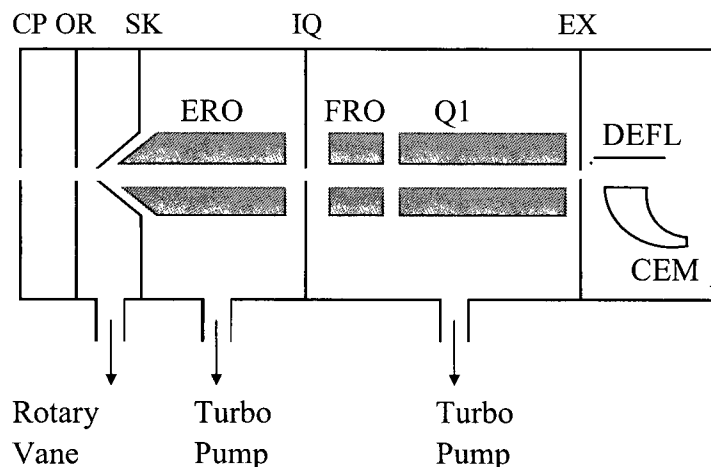 CP OR SK IQ EX
ERO FRO Q1
DEFL
CEM
Rotary Turbo Turbo
Vane Pump Pump